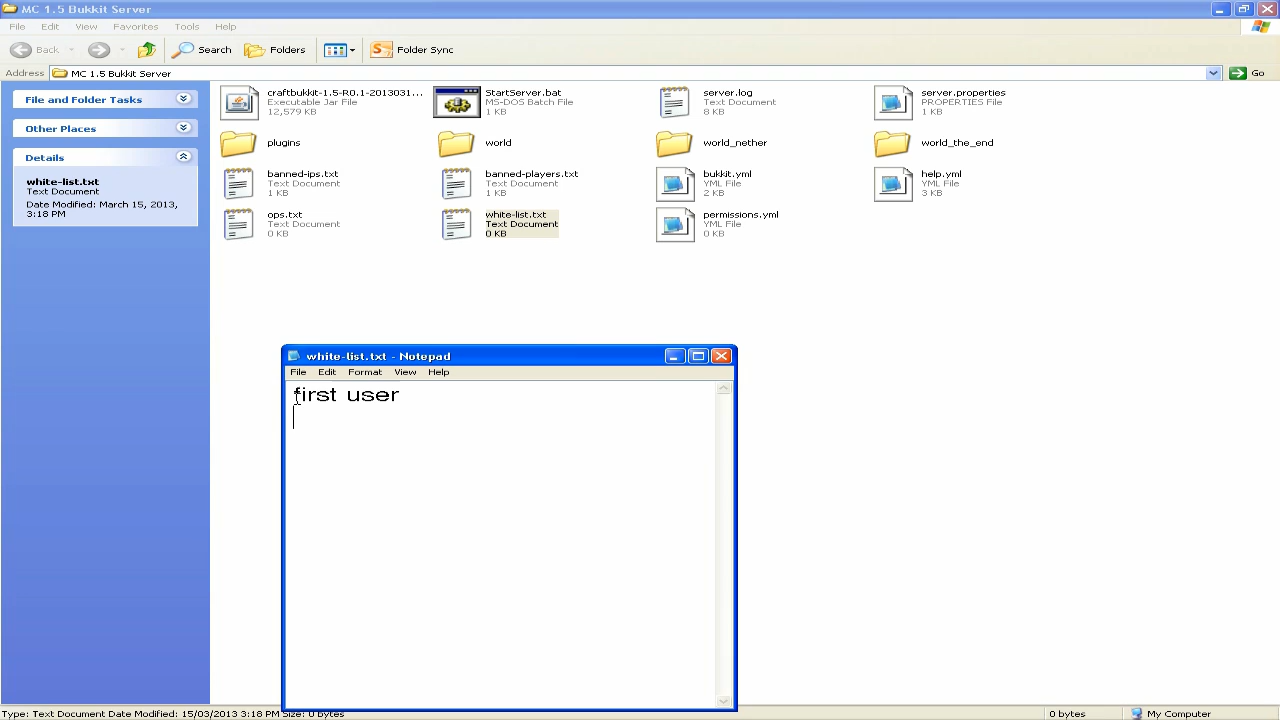 MC 1.5 Bukkit Server
File Edit View Favorites Tools Help
Back Search Folders Folder Sync
Address MC 1.5 Bukkit Server Go
File and Folder Tasks
Other Places
Details
white-list.txt
Text Document
Date Modified: March 15, 2013,
3:18 PM
craftbukkit-1.5-R0.1-2013031...
Executable Jar File
12,579 KB
StartServer.bat
MS-DOS Batch File
1 KB
server.log
Text Document
8 KB
server.properties
PROPERTIES File
1 KB
plugins
world
world_nether
world_the_end
banned-ips.txt
Text Document
1 KB
banned-players.txt
Text Document
1 KB
bukkit.yml
YML File
2 KB
help.yml
YML File
3 KB
ops.txt
Text Document
0 KB
white-list.txt
Text Document
0 KB
permissions.yml
YML File
0 KB
white-list.txt - Notepad
File Edit Format View Help
first user
Type: Text Document Date Modified: 15/03/2013 3:18 PM Size: 0 bytes
0 bytes
My Computer